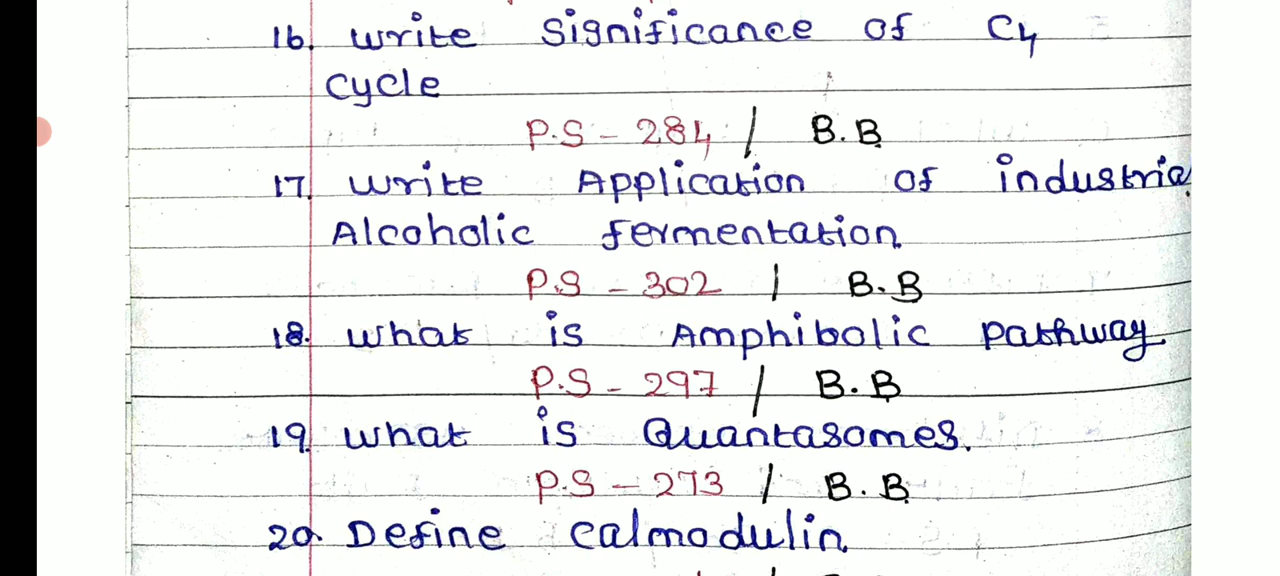 16. Write Significance of C4
Cycle
P.S - 284 / B.B
17. Write Application of industria
Alcoholic fermentation
P.S - 302 / B.B
18. What is Amphibolic Pathway
P.S - 297 / B.B
19. What is Quantasomes.
P.S - 273 / B.B
20. Define calmodulin